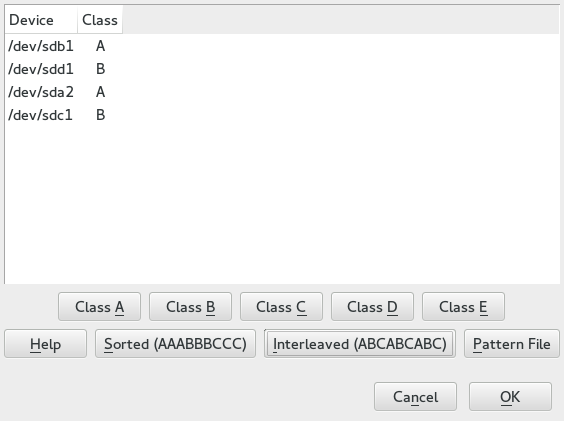 Device Class
/dev/sdb1 A
/dev/sdd1 B
/dev/sda2 A
/dev/sdc1 B
Class A Class B Class C Class D Class E
Help Sorted (AAABBBCCC) Interleaved (ABCABCABC) Pattern File
Cancel OK